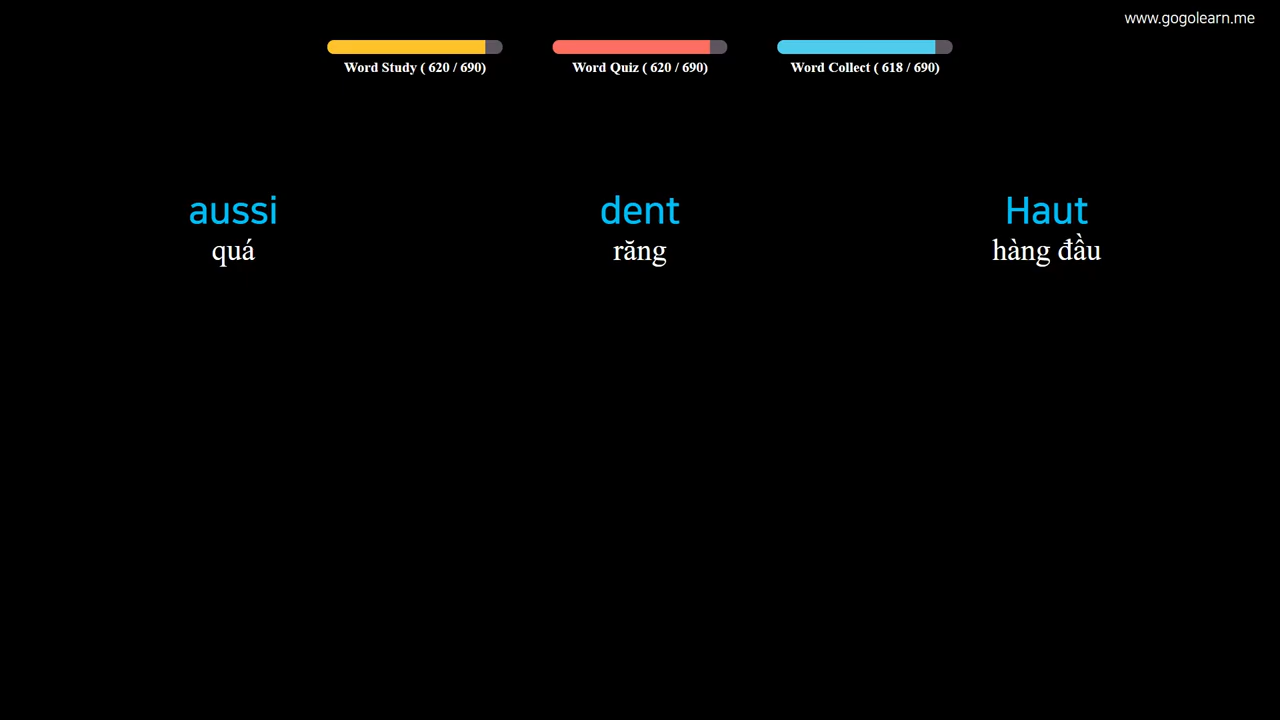 www.gogolearn.me
Word Study ( 620 / 690)
Word Quiz ( 620 / 690)
Word Collect ( 618 / 690)
aussi
quá
dent
răng
Haut
hàng đầu